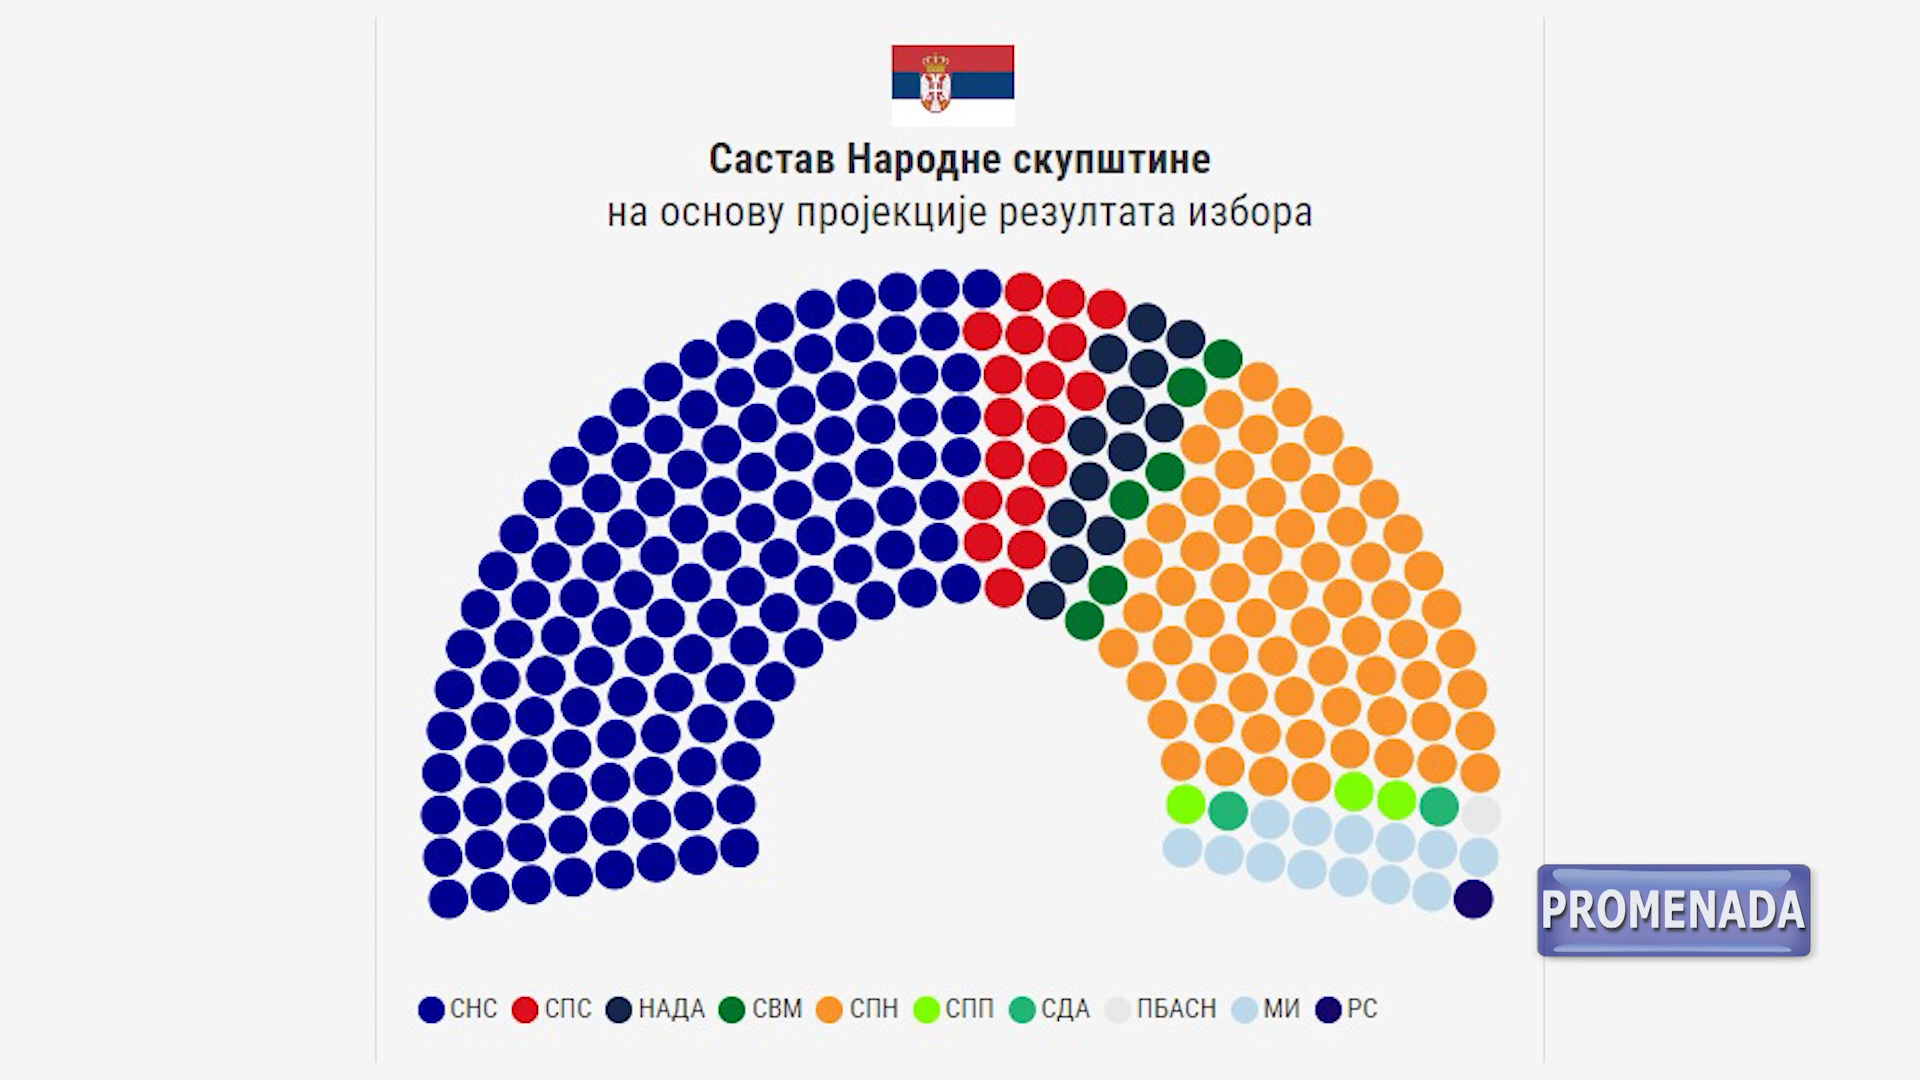 Састав Народне скупштине
на основу пројекције резултата избора
PROMENADA
СНС СПС НАДА СВМ СПН СПП СДА ПБАСН МИ РС